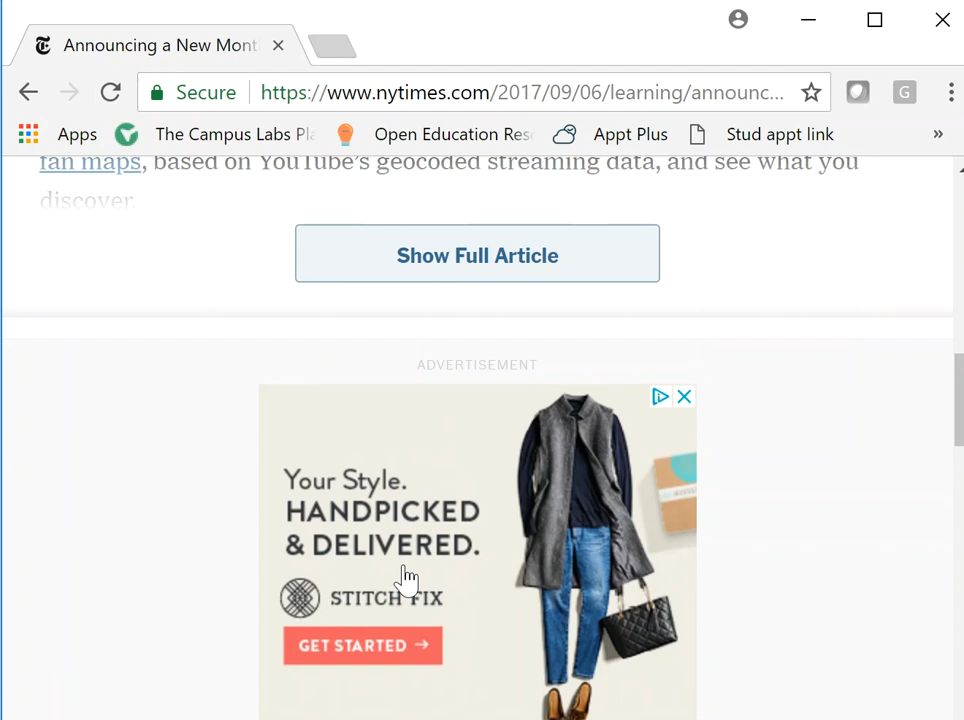 Announcing a New Mont
Secure https://www.nytimes.com/2017/09/06/learning/announc...
G
Apps The Campus Labs Pla Open Education Res Appt Plus Stud appt link »
fan maps, based on YouTube's geocoded streaming data, and see what you
discover.
Show Full Article
ADVERTISEMENT
Your Style.
HANDPICKED
& DELIVERED.
STITCH FIX
GET STARTED →